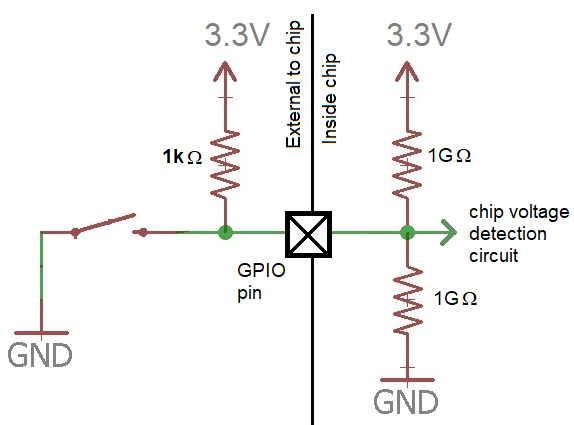 3.3V
External to chip
Inside chip
3.3V
1kΩ
1GΩ
chip voltage
detection
circuit
GPIO
pin
1GΩ
GND
GND